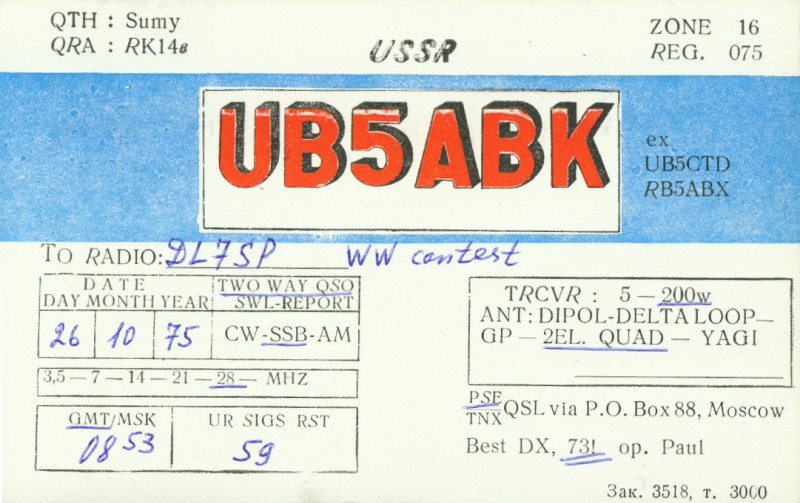 QTH : Sumy
QRA : RK14в
USSR
ZONE 16
REG. 075
UB5ABK
ex
UB5CTD
RB5ABX
TO RADIO: DL7SP WW contest
DATE
DAY MONTH YEAR
26 10 75
TWO WAY QSO
SWL-REPORT
CW-SSB-AM
3,5 — 7 — 14 — 21 — 28 — MHZ
GMT/MSK
0853
UR SIGS RST
59
TRCVR : 5 — 200w
ANT: DIPOL-DELTA LOOP—
GP — 2EL. QUAD — YAGI
PSE
TNX QSL via P.O. Box 88, Moscow
Best DX, 73! op. Paul
Зак. 3518, т. 3000